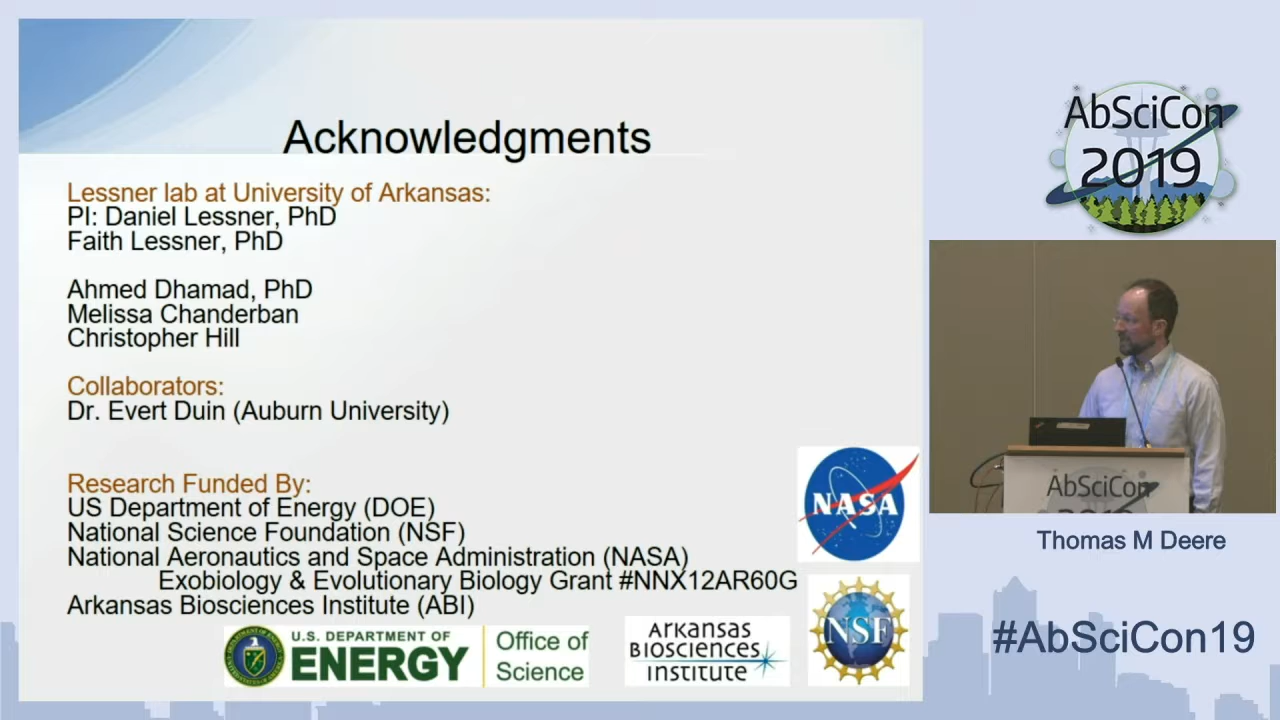 Acknowledgments
Lessner lab at University of Arkansas:
PI: Daniel Lessner, PhD
Faith Lessner, PhD
Ahmed Dhamad, PhD
Melissa Chanderban
Christopher Hill
Collaborators:
Dr. Evert Duin (Auburn University)
Research Funded By:
US Department of Energy (DOE)
National Science Foundation (NSF)
National Aeronautics and Space Administration (NASA)
Exobiology & Evolutionary Biology Grant #NNX12AR60G
Arkansas Biosciences Institute (ABI)
U.S. DEPARTMENT OF
ENERGY
Office of
Science
ARKANSAS
BIOSCIENCES
INSTITUTE
NASA
NSF
AbSciCon
2019
AbSciCon
2019
Thomas M Deere
#AbSciCon19